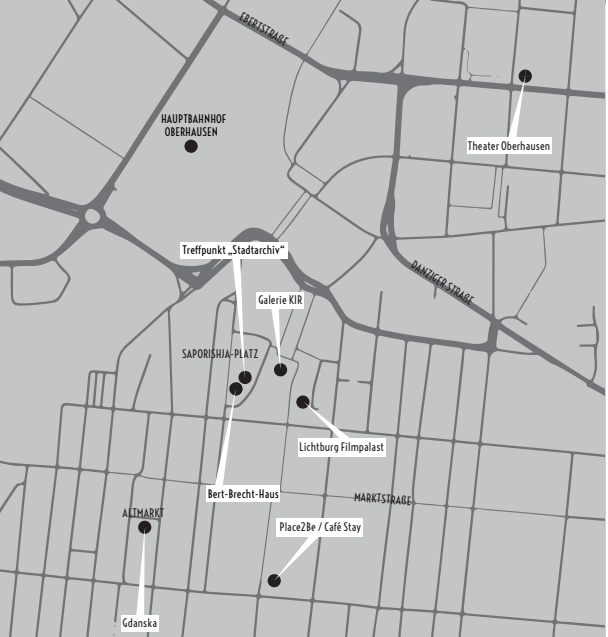 EBERTSTRAßE
HAUPTBAHNHOF
OBERHAUSEN
Theater Oberhausen
Treffpunkt „Stadtarchiv“
DANZIGER STRAßE
Galerie KIR
SAPORISHJA-PLATZ
Lichtburg Filmpalast
Bert-Brecht-Haus
MARKTSTRAßE
ALTMARKT
Place2Be / Café Stay
Gdanska